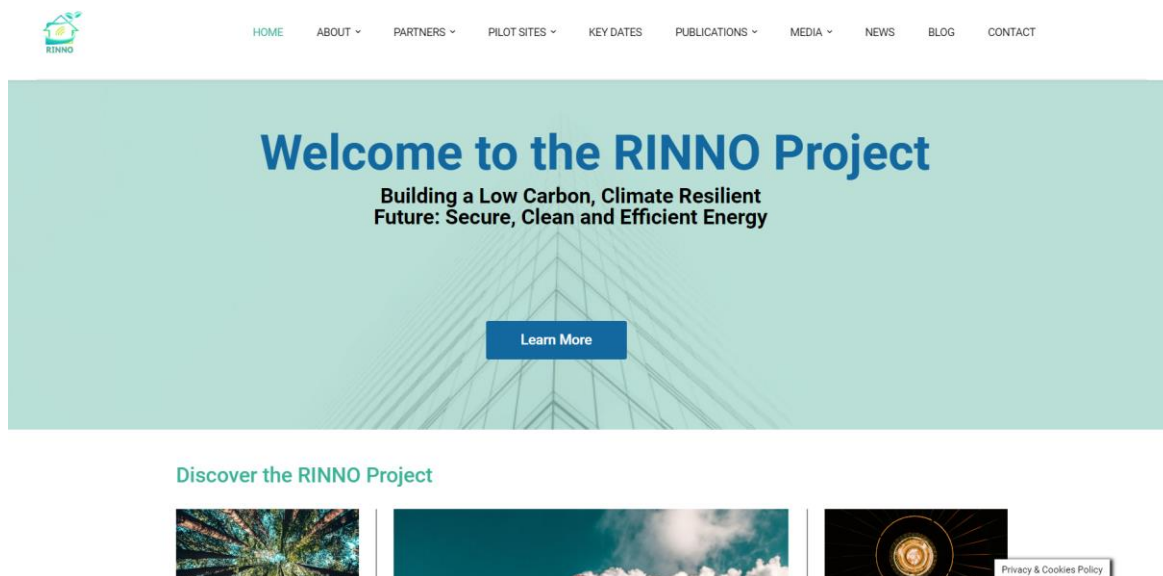 RINNO
HOME ABOUT PARTNERS PILOT SITES KEY DATES PUBLICATIONS MEDIA NEWS BLOG CONTACT
Welcome to the RINNO Project
Building a Low Carbon, Climate Resilient
Future: Secure, Clean and Efficient Energy
Learn More
Discover the RINNO Project
Privacy & Cookies Policy